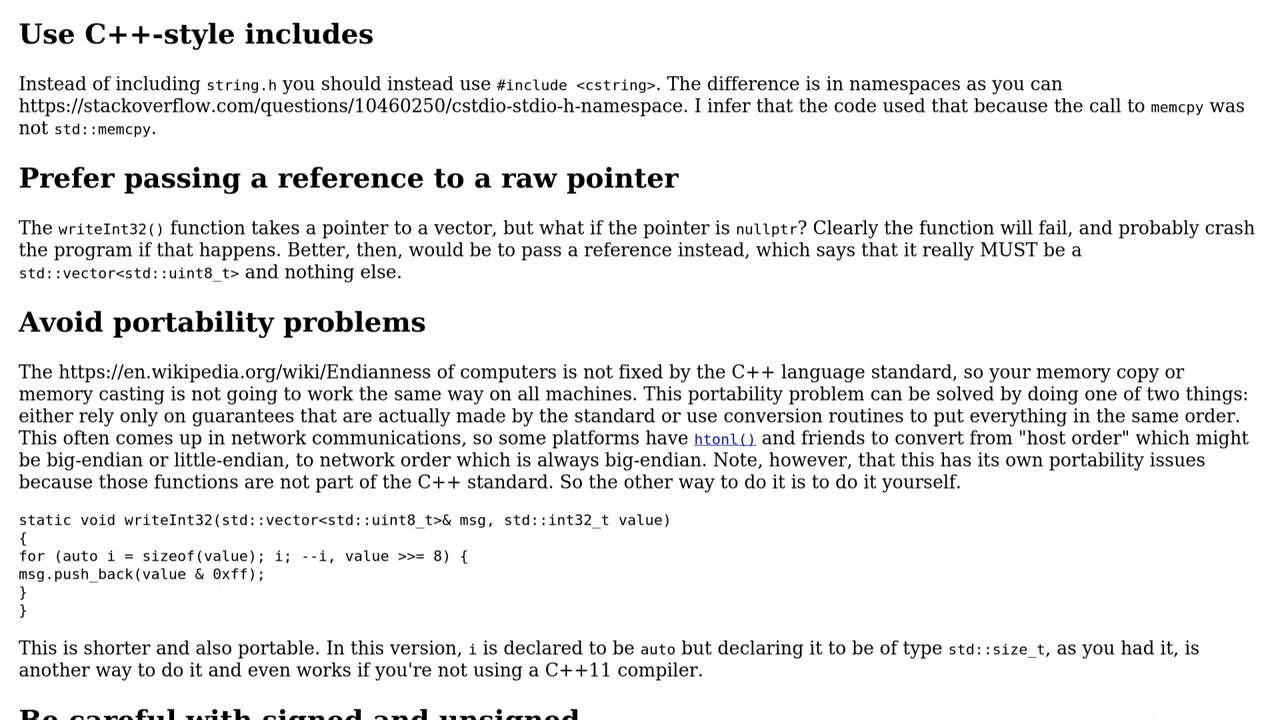 Use C++-style includes
Instead of including string.h you should instead use #include <cstring>. The difference is in namespaces as you can
https://stackoverflow.com/questions/10460250/cstdio-stdio-h-namespace. I infer that the code used that because the call to memcpy was
not std::memcpy.
Prefer passing a reference to a raw pointer
The writeInt32() function takes a pointer to a vector, but what if the pointer is nullptr? Clearly the function will fail, and probably crash
the program if that happens. Better, then, would be to pass a reference instead, which says that it really MUST be a
std::vector<std::uint8_t> and nothing else.
Avoid portability problems
The https://en.wikipedia.org/wiki/Endianness of computers is not fixed by the C++ language standard, so your memory copy or
memory casting is not going to work the same way on all machines. This portability problem can be solved by doing one of two things:
either rely only on guarantees that are actually made by the standard or use conversion routines to put everything in the same order.
This often comes up in network communications, so some platforms have htonl() and friends to convert from "host order" which might
be big-endian or little-endian, to network order which is always big-endian. Note, however, that this has its own portability issues
because those functions are not part of the C++ standard. So the other way to do it is to do it yourself.
static void writeInt32(std::vector<std::uint8_t>& msg, std::int32_t value)
{
for (auto i = sizeof(value); i; --i, value >>= 8) {
msg.push_back(value & 0xff);
}
}
This is shorter and also portable. In this version, i is declared to be auto but declaring it to be of type std::size_t, as you had it, is
another way to do it and even works if you're not using a C++11 compiler.
Be careful with signed and unsigned